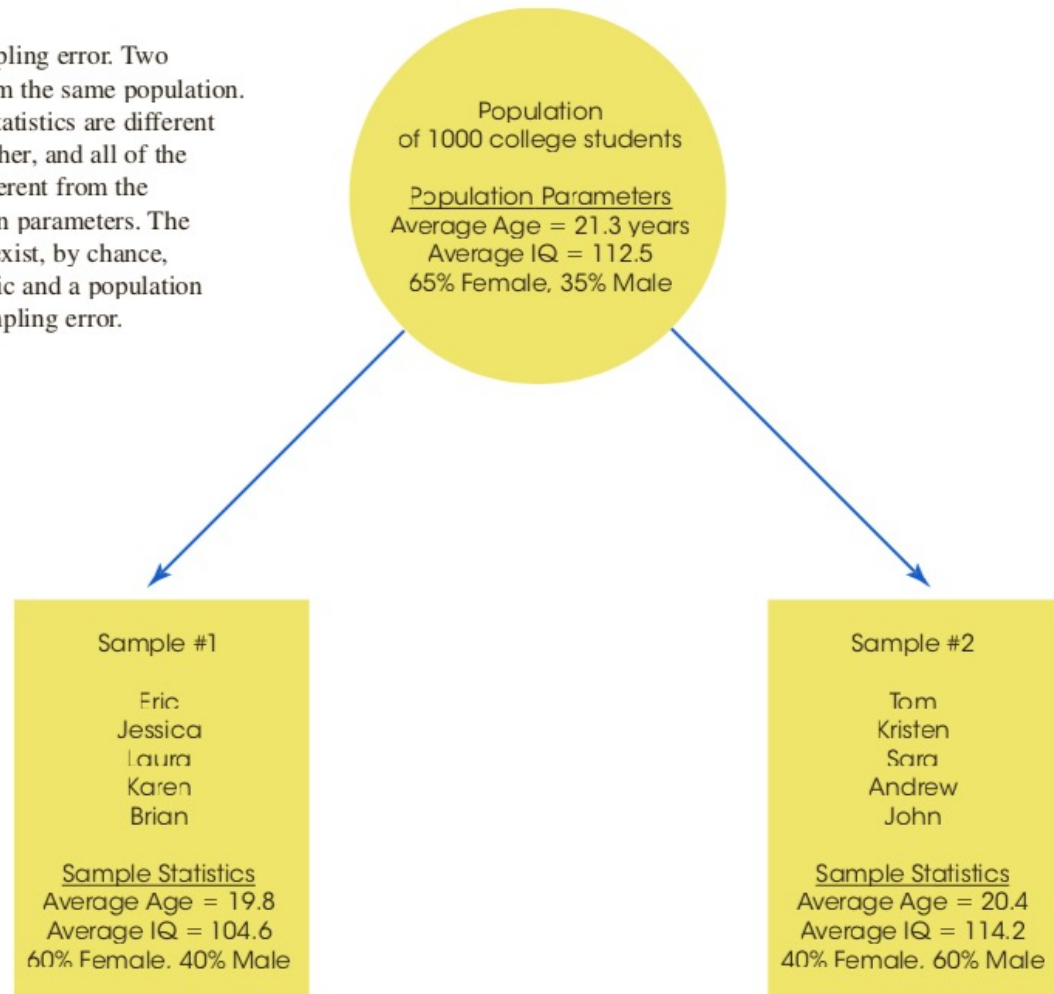 pling error. Two
m the same population.
tatistics are different
her, and all of the
erent from the
n parameters. The
exist, by chance,
ic and a population
npling error.
Population
of 1000 college students
Population Parameters
Average Age = 21.3 years
Average IQ = 112.5
65% Female, 35% Male
Sample #1
Eric
Jessica
Laura
Karen
Brian
Sample Statistics
Average Age = 19.8
Average IQ = 104.6
60% Female, 40% Male
Sample #2
Tom
Kristen
Sara
Andrew
John
Sample Statistics
Average Age = 20.4
Average IQ = 114.2
40% Female, 60% Male